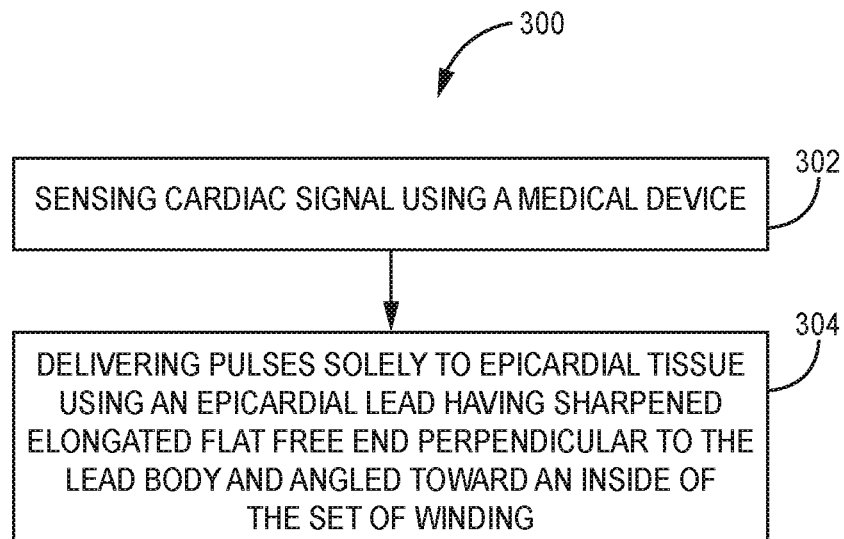 300
302
SENSING CARDIAC SIGNAL USING A MEDICAL DEVICE
304
DELIVERING PULSES SOLELY TO EPICARDIAL TISSUE
USING AN EPICARDIAL LEAD HAVING SHARPENED
ELONGATED FLAT FREE END PERPENDICULAR TO THE
LEAD BODY AND ANGLED TOWARD AN INSIDE OF
THE SET OF WINDING